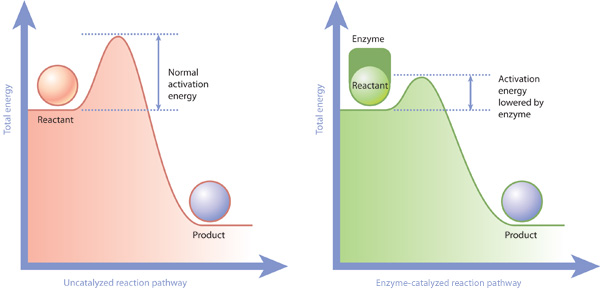 Total energy
Reactant
Normal
activation
energy
Product
Uncatalyzed reaction pathway
Total energy
Enzyme
Reactant
Activation
energy
lowered by
enzyme
Product
Enzyme-catalyzed reaction pathway